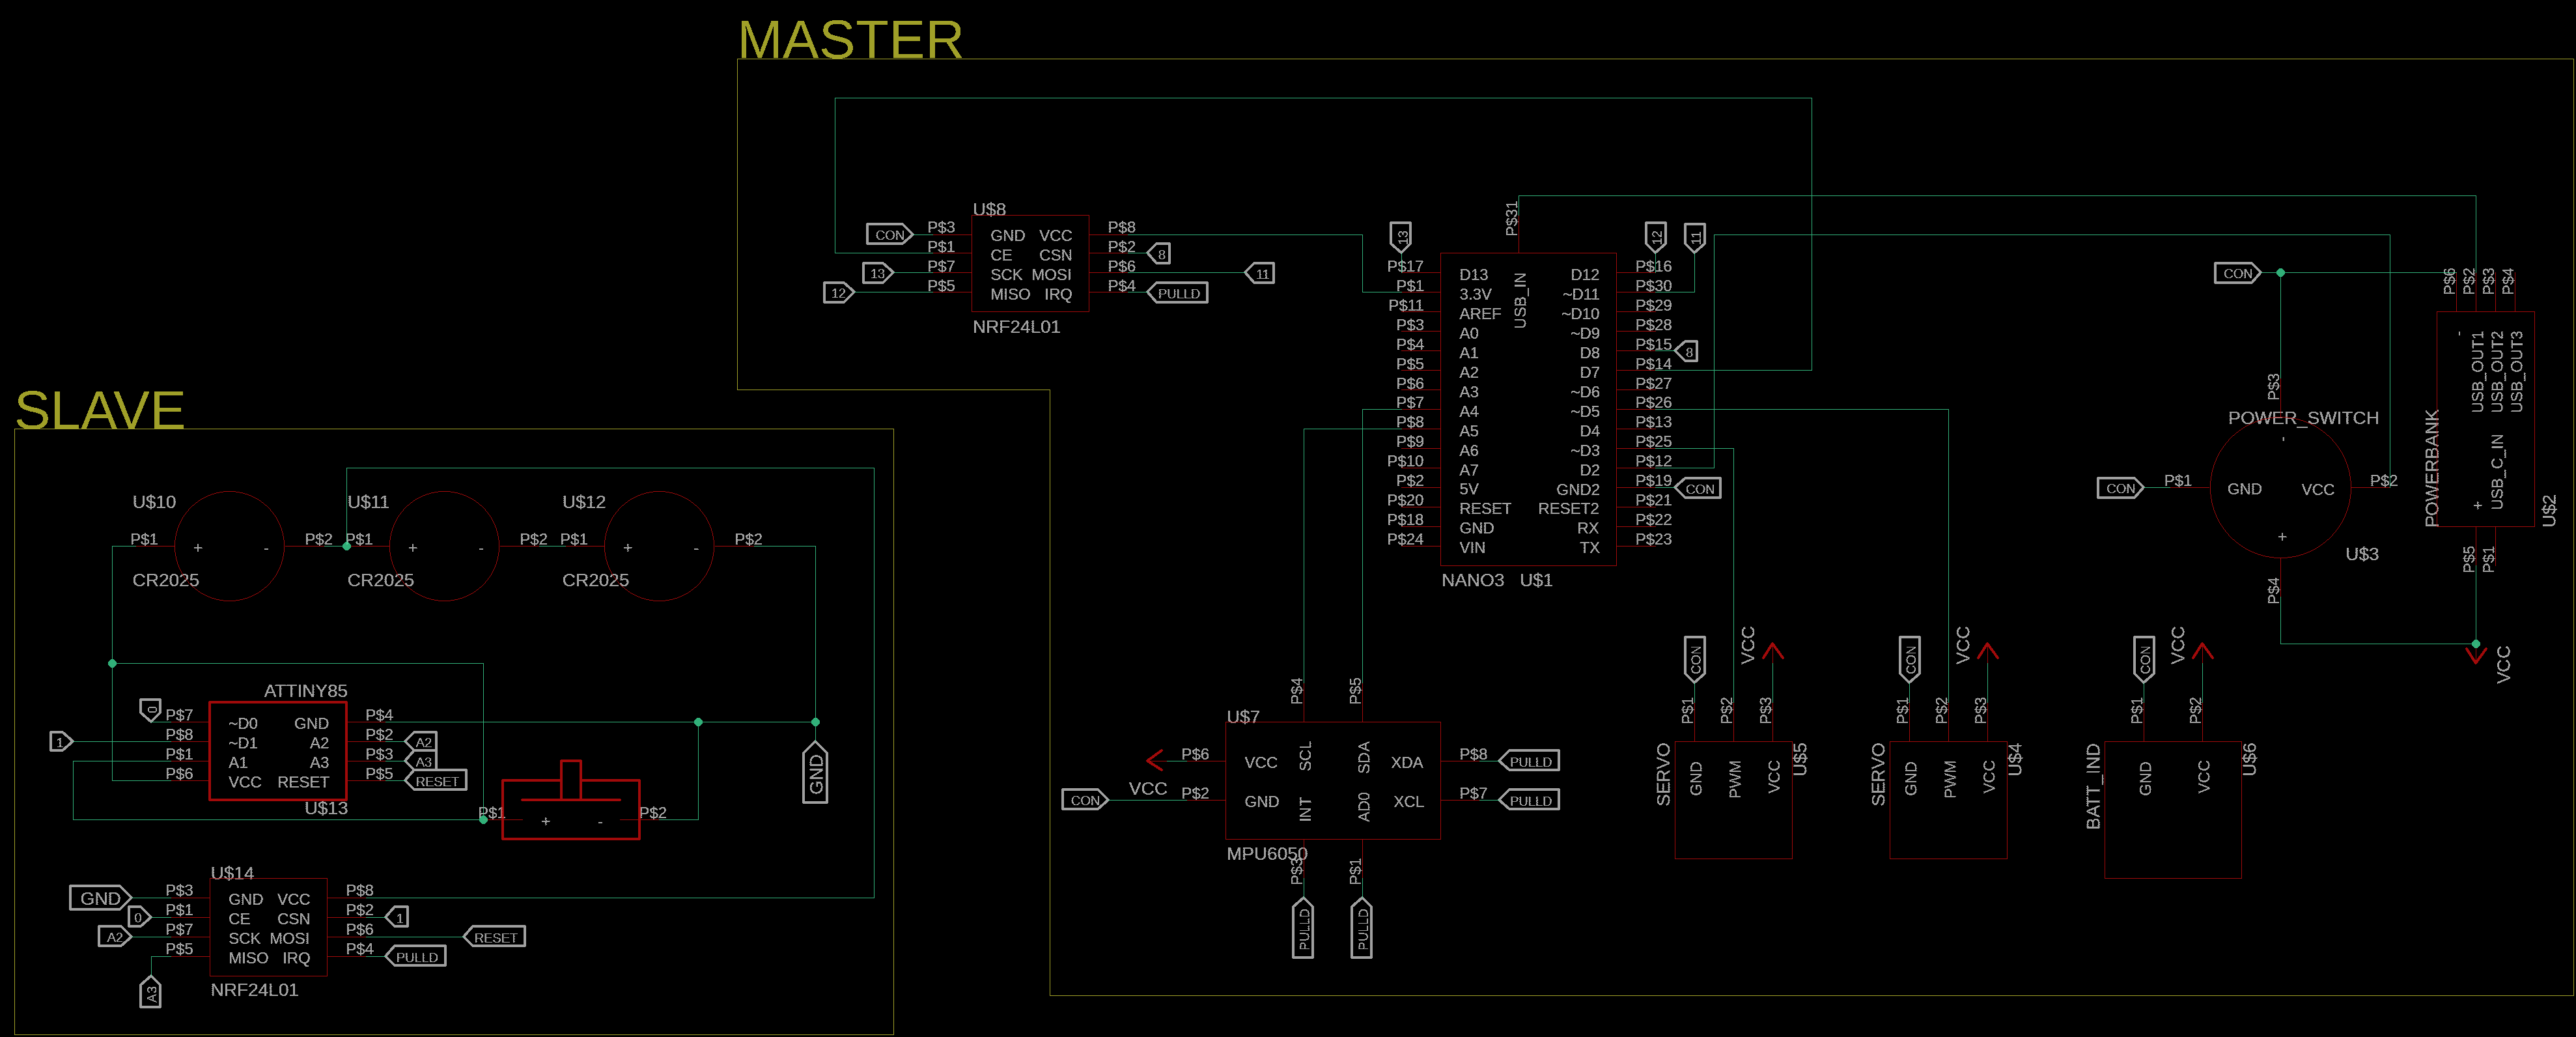 MASTER
U$8
CON P$3 GND VCC P$8
P$1 CE CSN P$2 8
13 P$7 SCK MOSI P$6 11
12 P$5 MISO IRQ P$4 PULLD
NRF24L01
P$31
USB_IN
13 12 11
P$17 D13 D12 P$16
P$1 3.3V ~D11 P$30
P$11 AREF ~D10 P$29
P$3 A0 ~D9 P$28
P$4 A1 D8 P$15 8
P$5 A2 D7 P$14
P$6 A3 ~D6 P$27
P$7 A4 ~D5 P$26
P$8 A5 D4 P$13
P$9 A6 ~D3 P$25
P$10 A7 D2 P$12
P$2 5V GND2 P$19 CON
P$20 RESET RESET2 P$21
P$18 GND RX P$22
P$24 VIN TX P$23
NANO3 U$1
CON
P$6 P$2 P$3 P$4
- USB_OUT1 USB_OUT2 USB_OUT3
+ USB_C_IN
POWERBANK
U$2
P$5 P$1
VCC
P$3
POWER_SWITCH
-
CON P$1 GND VCC P$2
+
U$3
P$4
P$4 P$5
U$7
P$6 VCC SCL SDA XDA P$8 PULLD
VCC
CON P$2 GND INT AD0 XCL P$7 PULLD
MPU6050
P$3 P$1
PULLD PULLD
CON VCC
P$1 P$2 P$3
SERVO GND PWM VCC U$5
CON VCC
P$1 P$2 P$3
SERVO GND PWM VCC U$4
CON VCC
P$1 P$2
BATT_IND GND VCC U$6
SLAVE
U$10 U$11 U$12
P$1 + - P$2 P$1 + - P$2 P$1 + - P$2
CR2025 CR2025 CR2025
ATTINY85
0 P$7 ~D0 GND P$4
1 P$8 ~D1 A2 P$2 A2
P$1 A1 A3 P$3 A3
P$6 VCC RESET P$5 RESET
U$13
P$1 + - P$2
GND
U$14
GND P$3 GND VCC P$8
0 P$1 CE CSN P$2 1
A2 P$7 SCK MOSI P$6 RESET
P$5 MISO IRQ P$4 PULLD
A3
NRF24L01